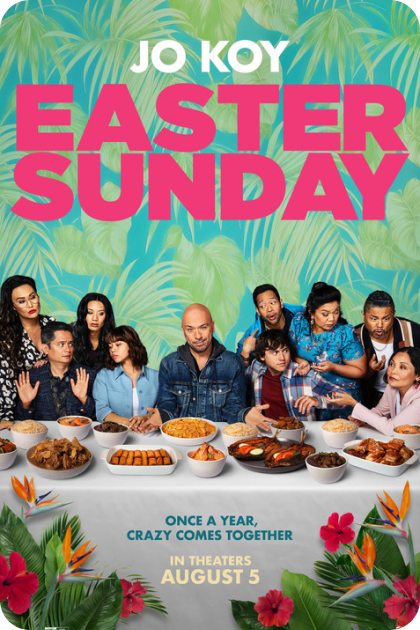 JO KOY
EASTER
SUNDAY
ONCE A YEAR,
CRAZY COMES TOGETHER
IN THEATERS
AUGUST 5